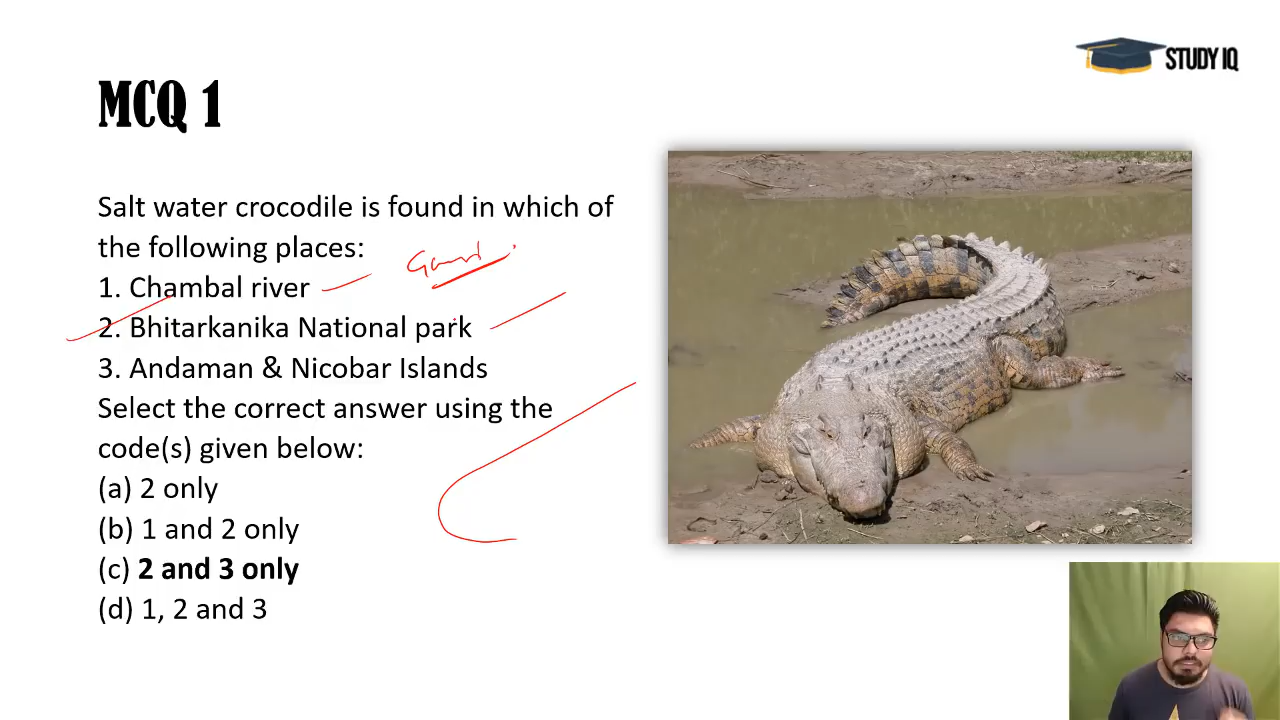 STUDY IQ
MCQ 1
Salt water crocodile is found in which of
the following places:
1. Chambal river
2. Bhitarkanika National park
3. Andaman & Nicobar Islands
Select the correct answer using the
code(s) given below:
(a) 2 only
(b) 1 and 2 only
(c) 2 and 3 only
(d) 1, 2 and 3